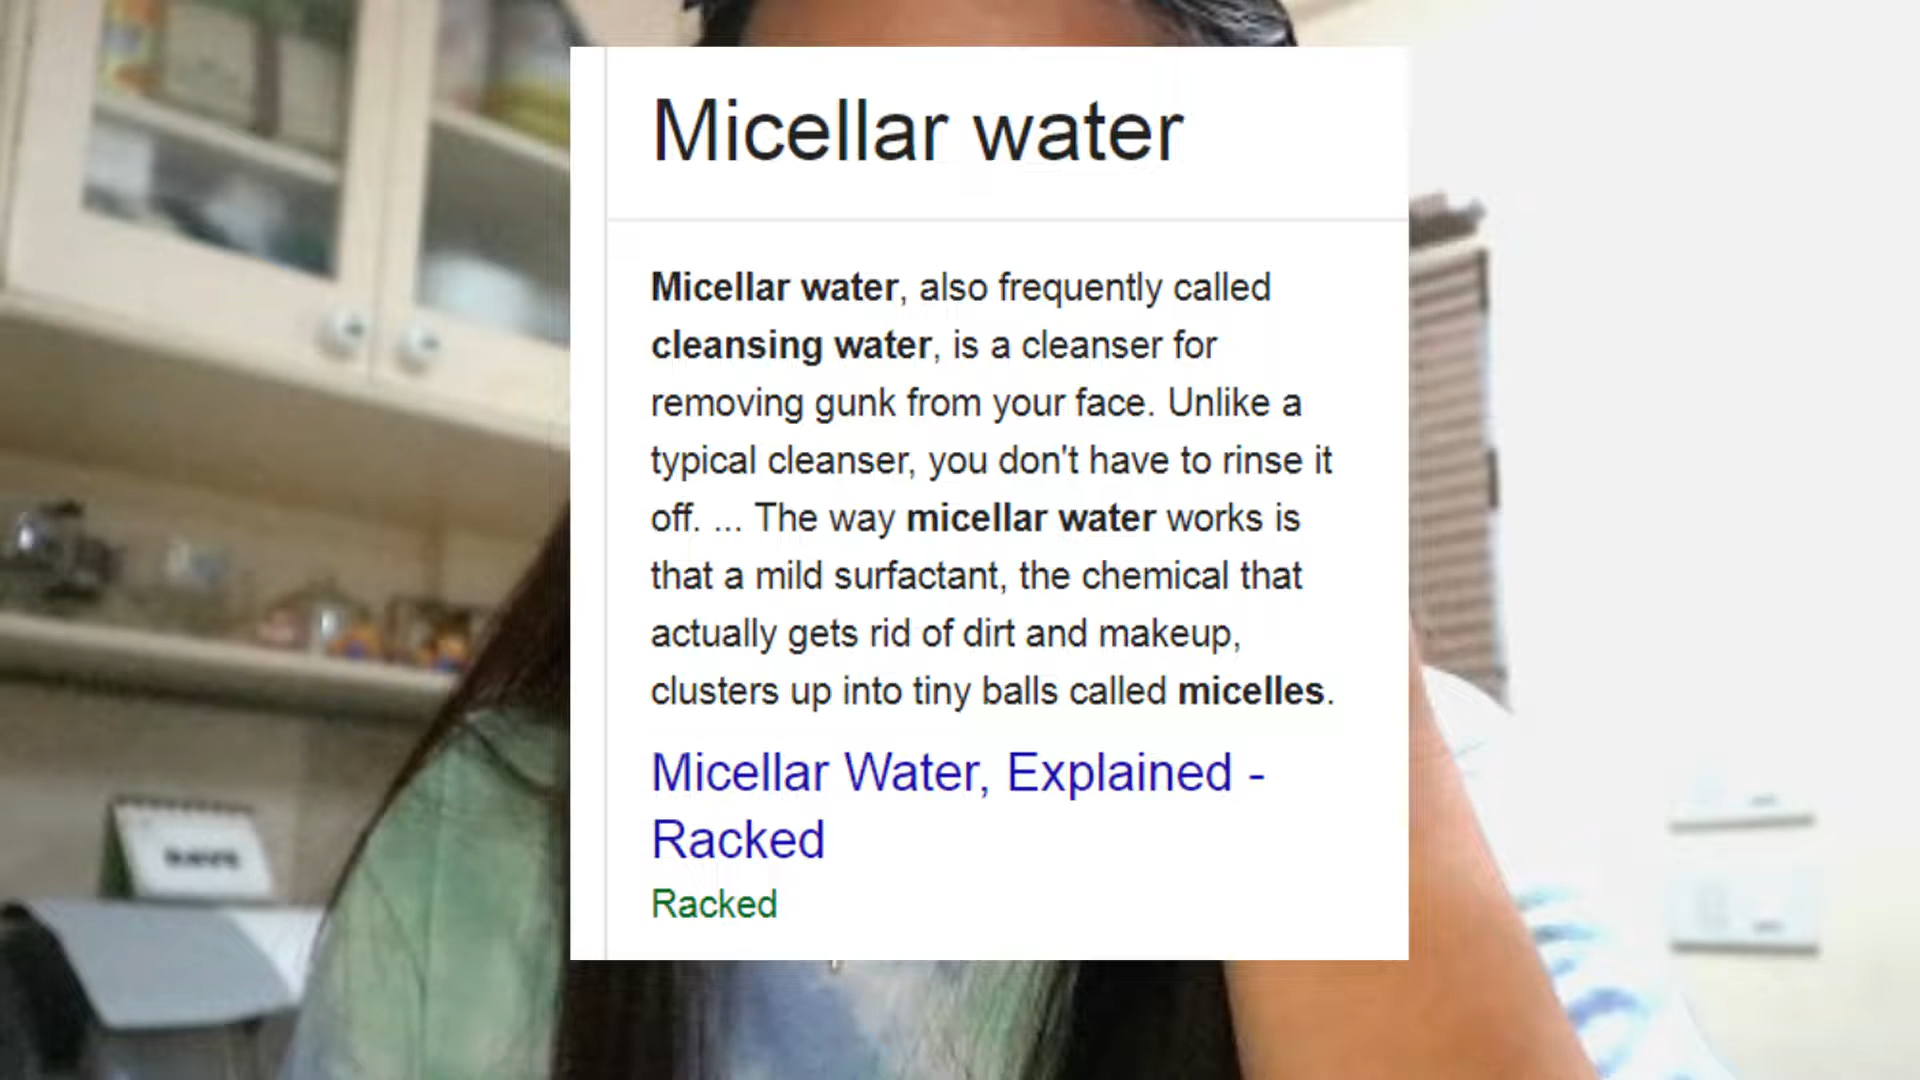 Micellar water
Micellar water, also frequently called
cleansing water, is a cleanser for
removing gunk from your face. Unlike a
typical cleanser, you don't have to rinse it
off. ... The way micellar water works is
that a mild surfactant, the chemical that
actually gets rid of dirt and makeup,
clusters up into tiny balls called micelles.
Micellar Water, Explained -
Racked
Racked